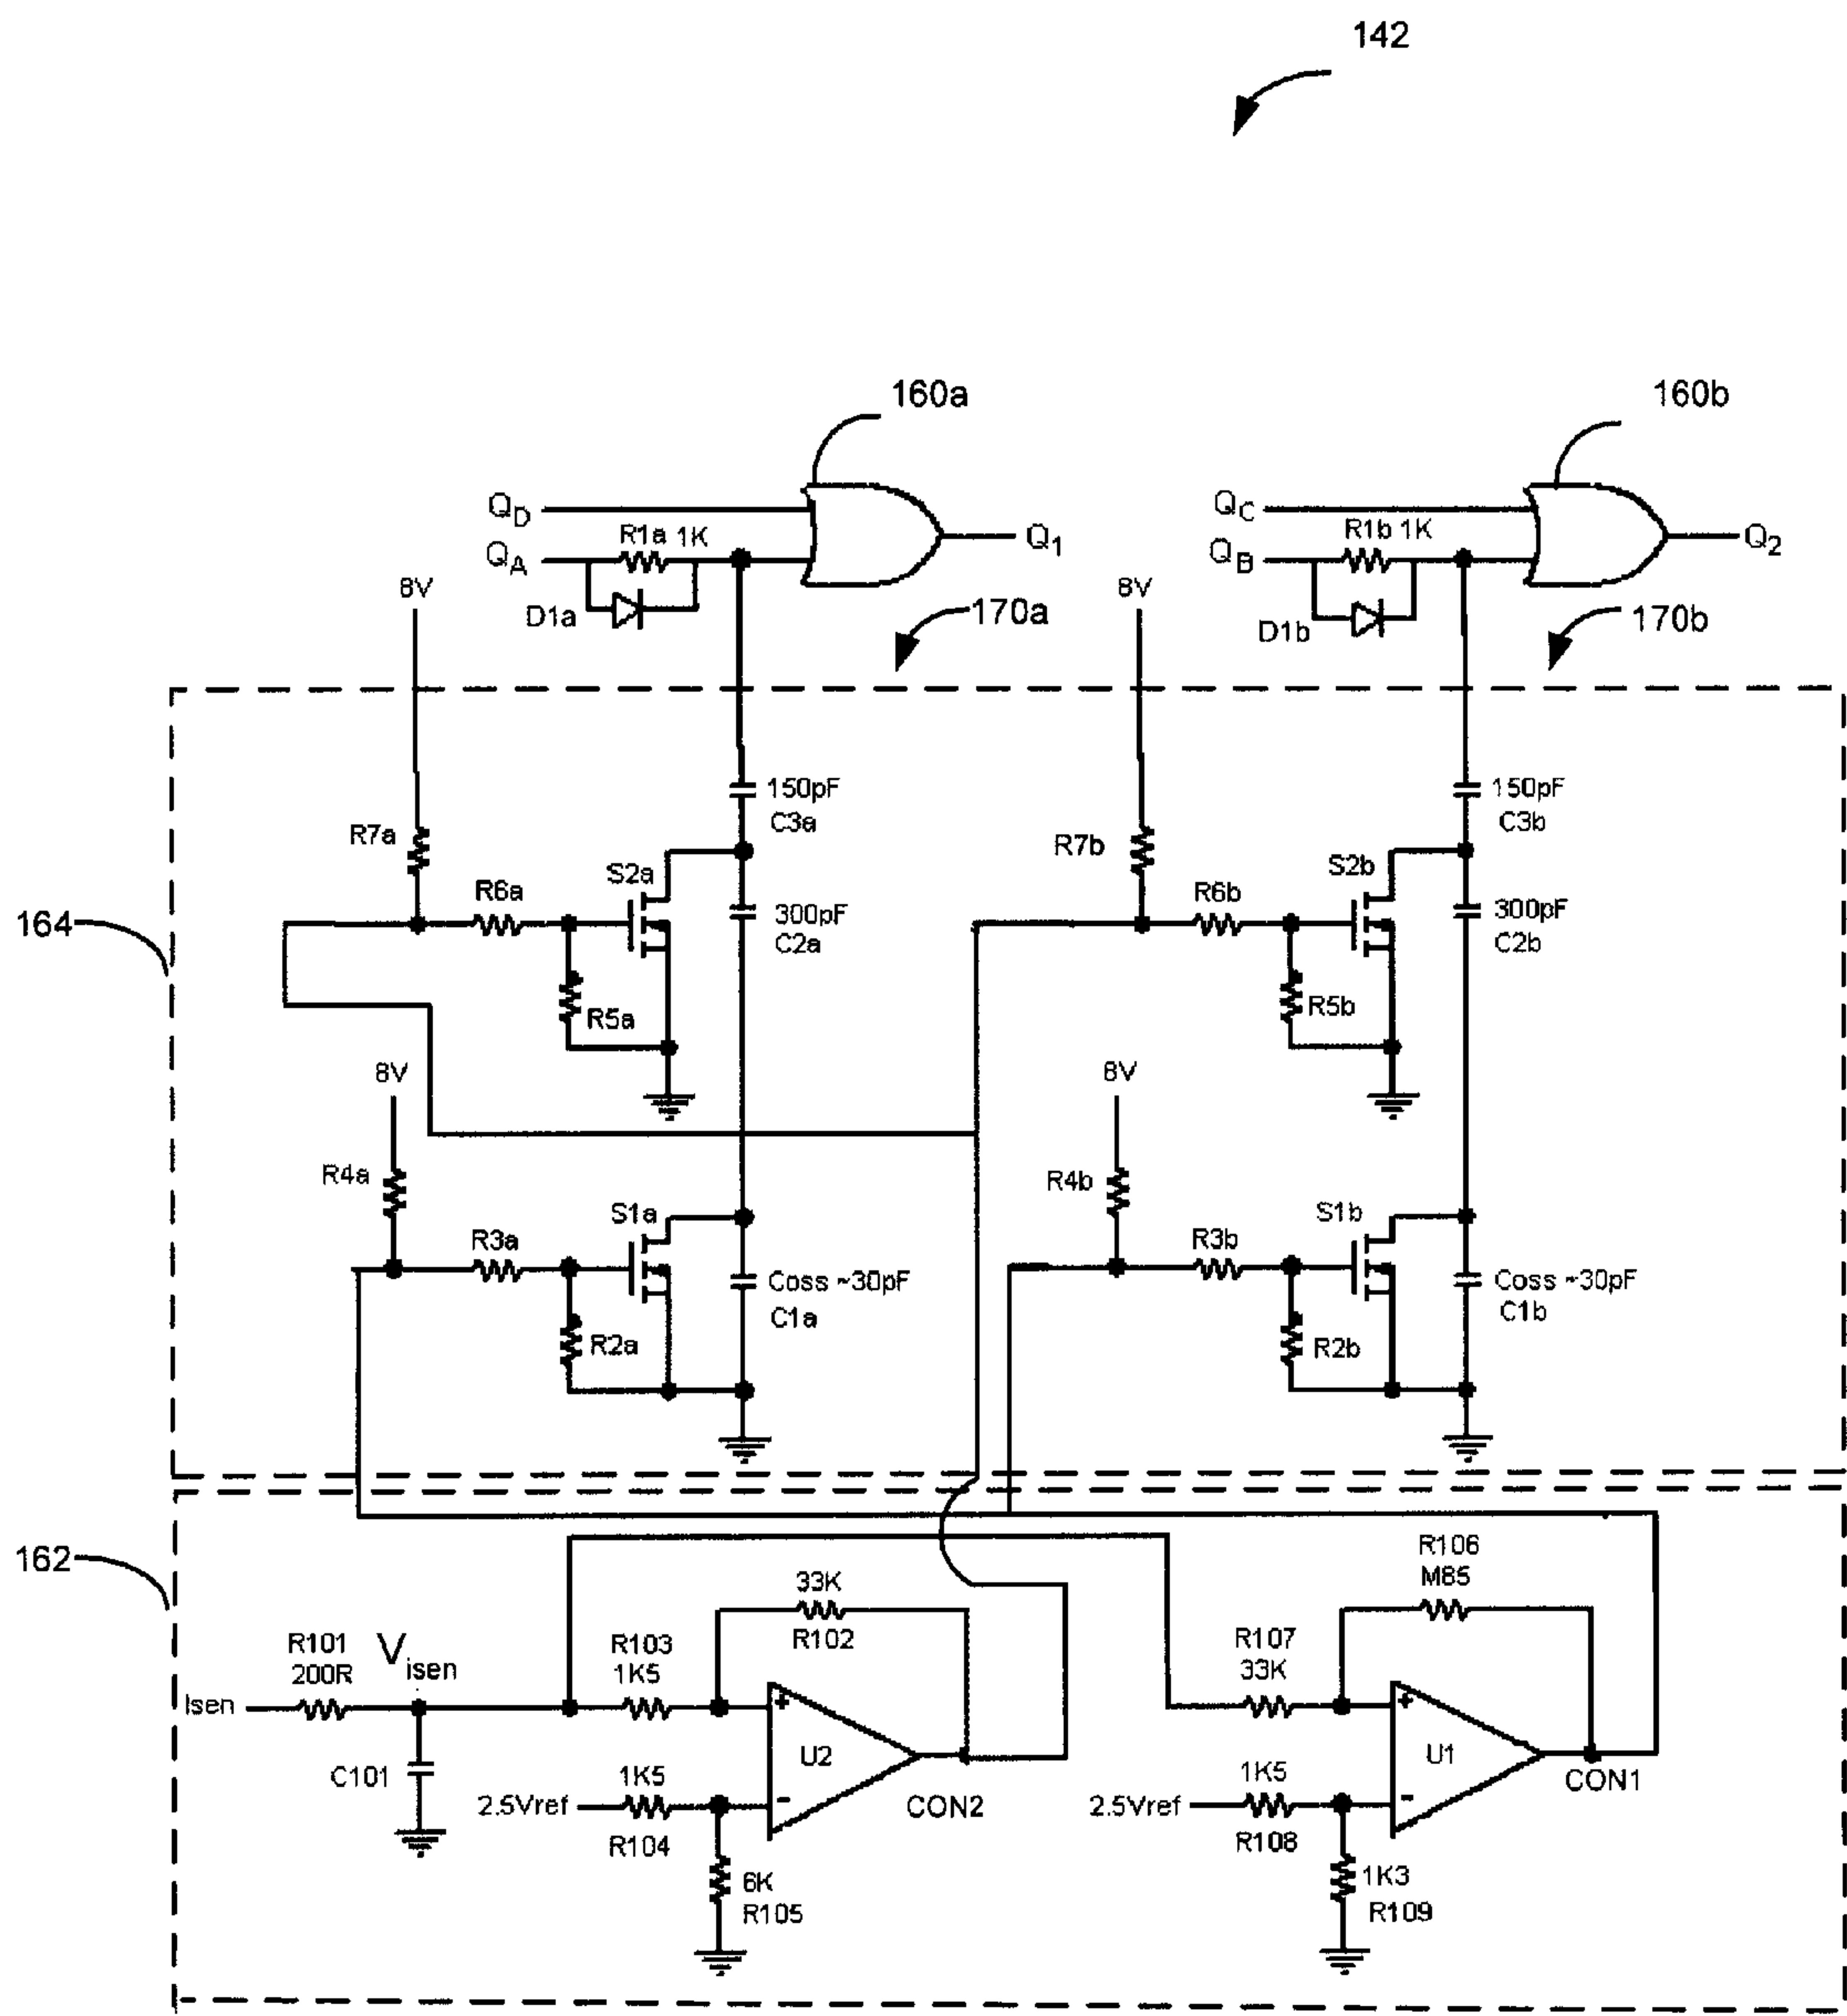 142
160a
160b
QD
R1a 1K
Q1
QA
D1a
170a
QC
R1b 1K
Q2
QB
D1b
170b
8V
8V
150pF
C3a
150pF
C3b
R7a
R7b
S2a
S2b
R6a
R6b
300pF
C2a
300pF
C2b
164
R5a
R5b
8V
8V
R4a
R4b
S1a
S1b
R3a
R3b
Coss ~30pF
C1a
Coss ~30pF
C1b
R2a
R2b
162
R106
M85
33K
R102
R101
200R
Visen
R103
1K5
R107
33K
Isen
+
+
U2
U1
C101
1K5
1K5
2.5Vref
-
CON2
2.5Vref
-
CON1
R104
R108
6K
R105
1K3
R109